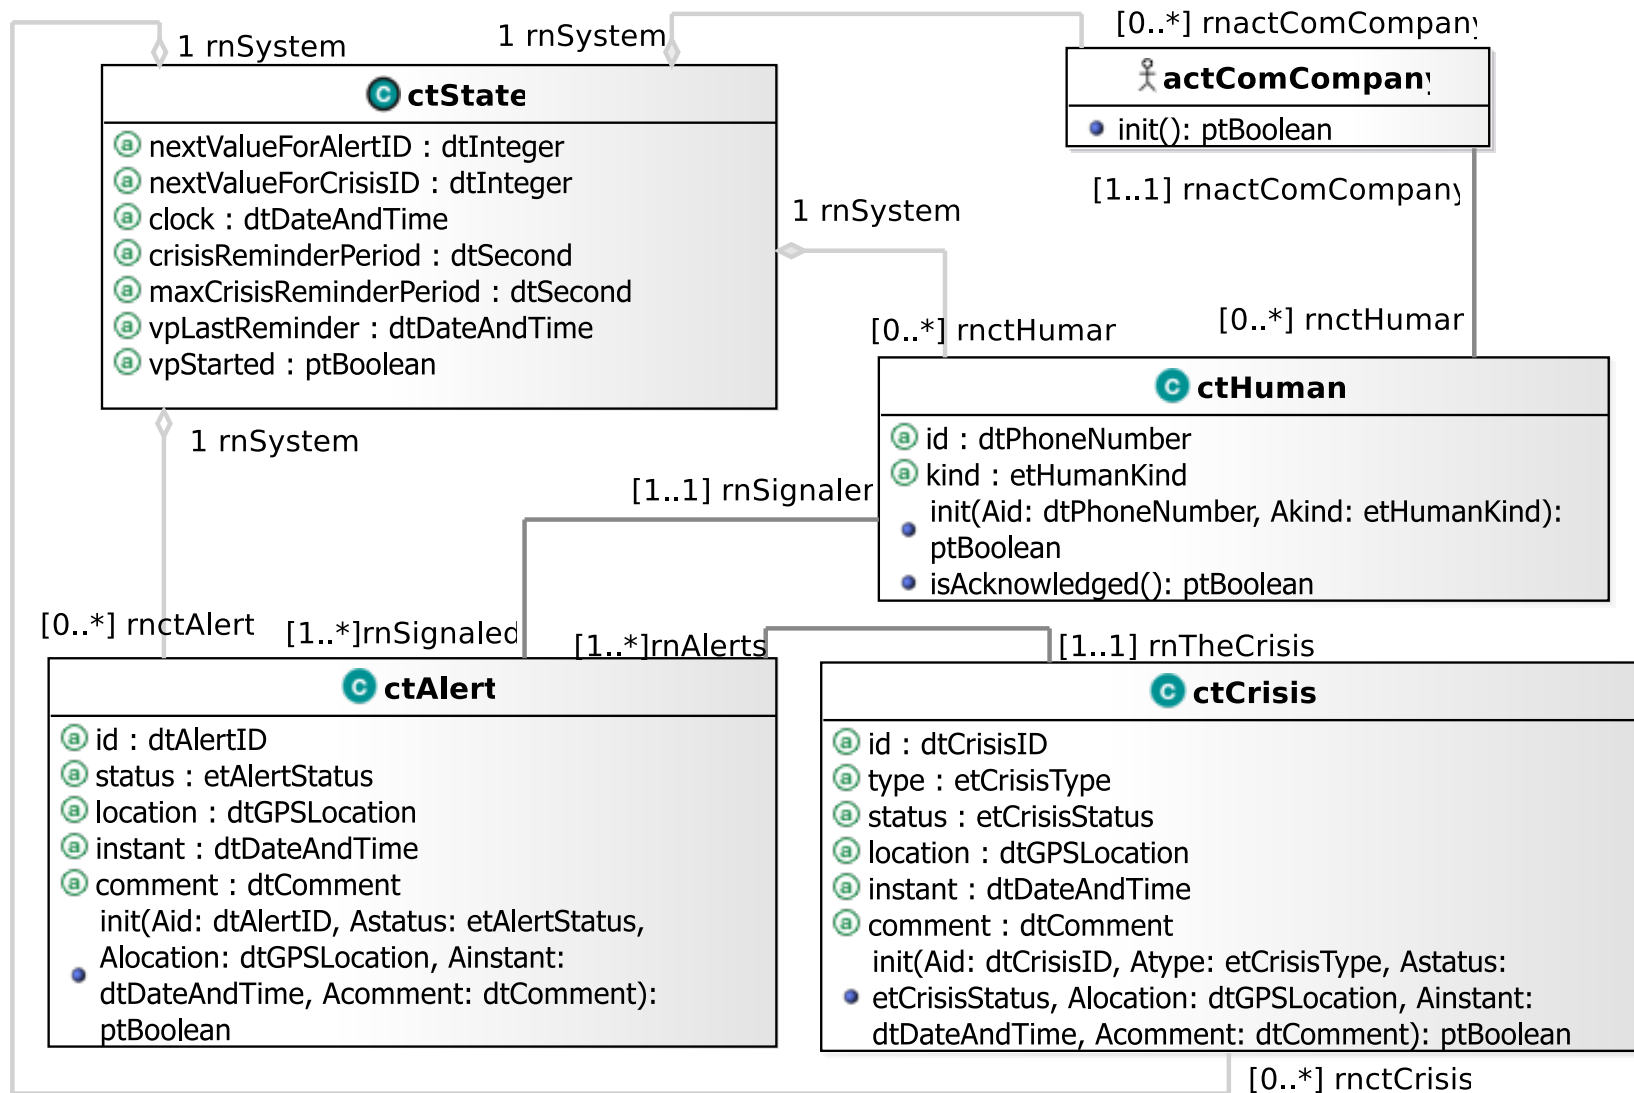 1 rnSystem
1 rnSystem
[0..*] rnactComCompany
ctState
nextValueForAlertID : dtInteger
nextValueForCrisisID : dtInteger
clock : dtDateAndTime
crisisReminderPeriod : dtSecond
maxCrisisReminderPeriod : dtSecond
vpLastReminder : dtDateAndTime
vpStarted : ptBoolean
actComCompany
init(): ptBoolean
[1..1] rnactComCompany
1 rnSystem
[0..*] rnctHuman
[0..*] rnctHuman
1 rnSystem
ctHuman
id : dtPhoneNumber
kind : etHumanKind
init(Aid: dtPhoneNumber, Akind: etHumanKind):
ptBoolean
isAcknowledged(): ptBoolean
[1..1] rnSignaler
[0..*] rnctAlert
[1..*]rnSignaled
[1..*]rnAlerts
[1..1] rnTheCrisis
ctAlert
id : dtAlertID
status : etAlertStatus
location : dtGPSLocation
instant : dtDateAndTime
comment : dtComment
init(Aid: dtAlertID, Astatus: etAlertStatus,
Alocation: dtGPSLocation, Ainstant:
dtDateAndTime, Acomment: dtComment):
ptBoolean
ctCrisis
id : dtCrisisID
type : etCrisisType
status : etCrisisStatus
location : dtGPSLocation
instant : dtDateAndTime
comment : dtComment
init(Aid: dtCrisisID, Atype: etCrisisType, Astatus:
etCrisisStatus, Alocation: dtGPSLocation, Ainstant:
dtDateAndTime, Acomment: dtComment): ptBoolean
[0..*] rnctCrisis